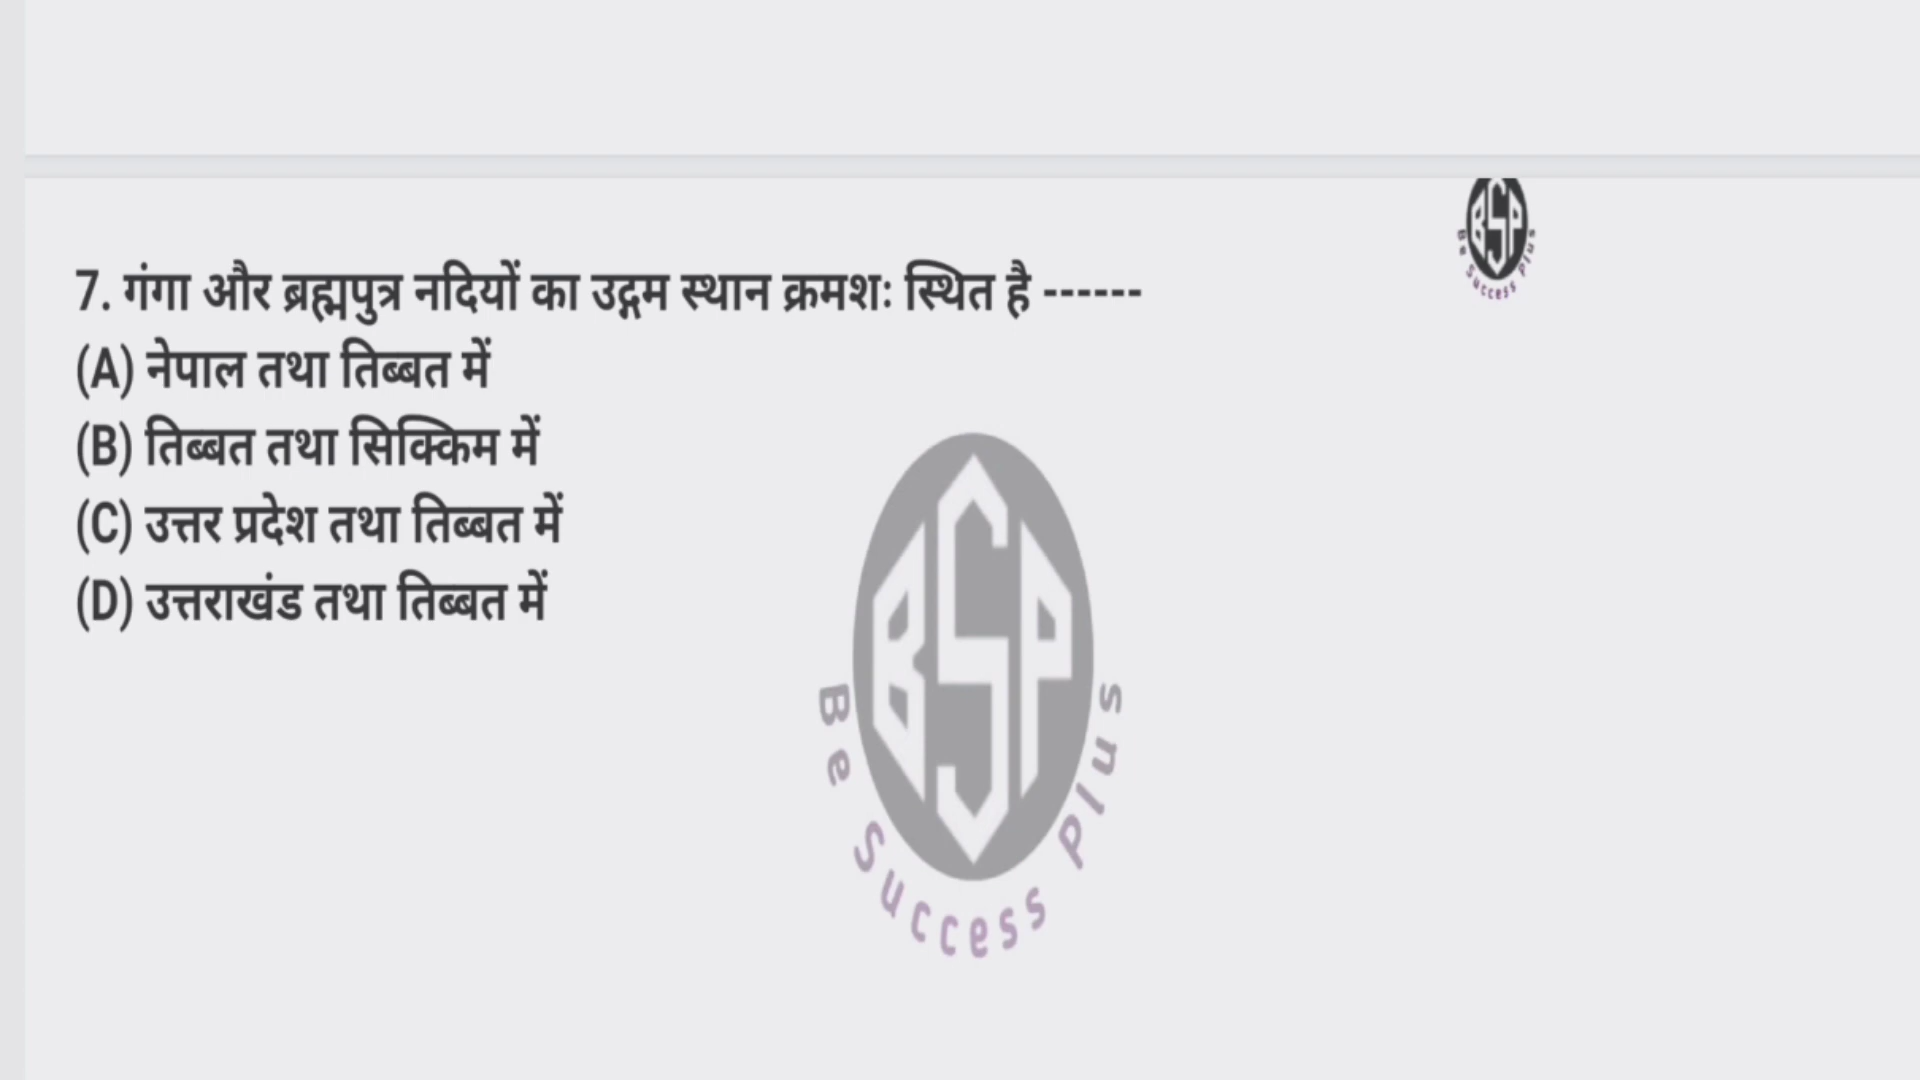 BSP
Be Success Plus
7. गंगा और ब्रह्मपुत्र नदियों का उद्गम स्थान क्रमशः स्थित है ------
(A) नेपाल तथा तिब्बत में
(B) तिब्बत तथा सिक्किम में
(C) उत्तर प्रदेश तथा तिब्बत में
(D) उत्तराखंड तथा तिब्बत में
BSP
Be Success Plus